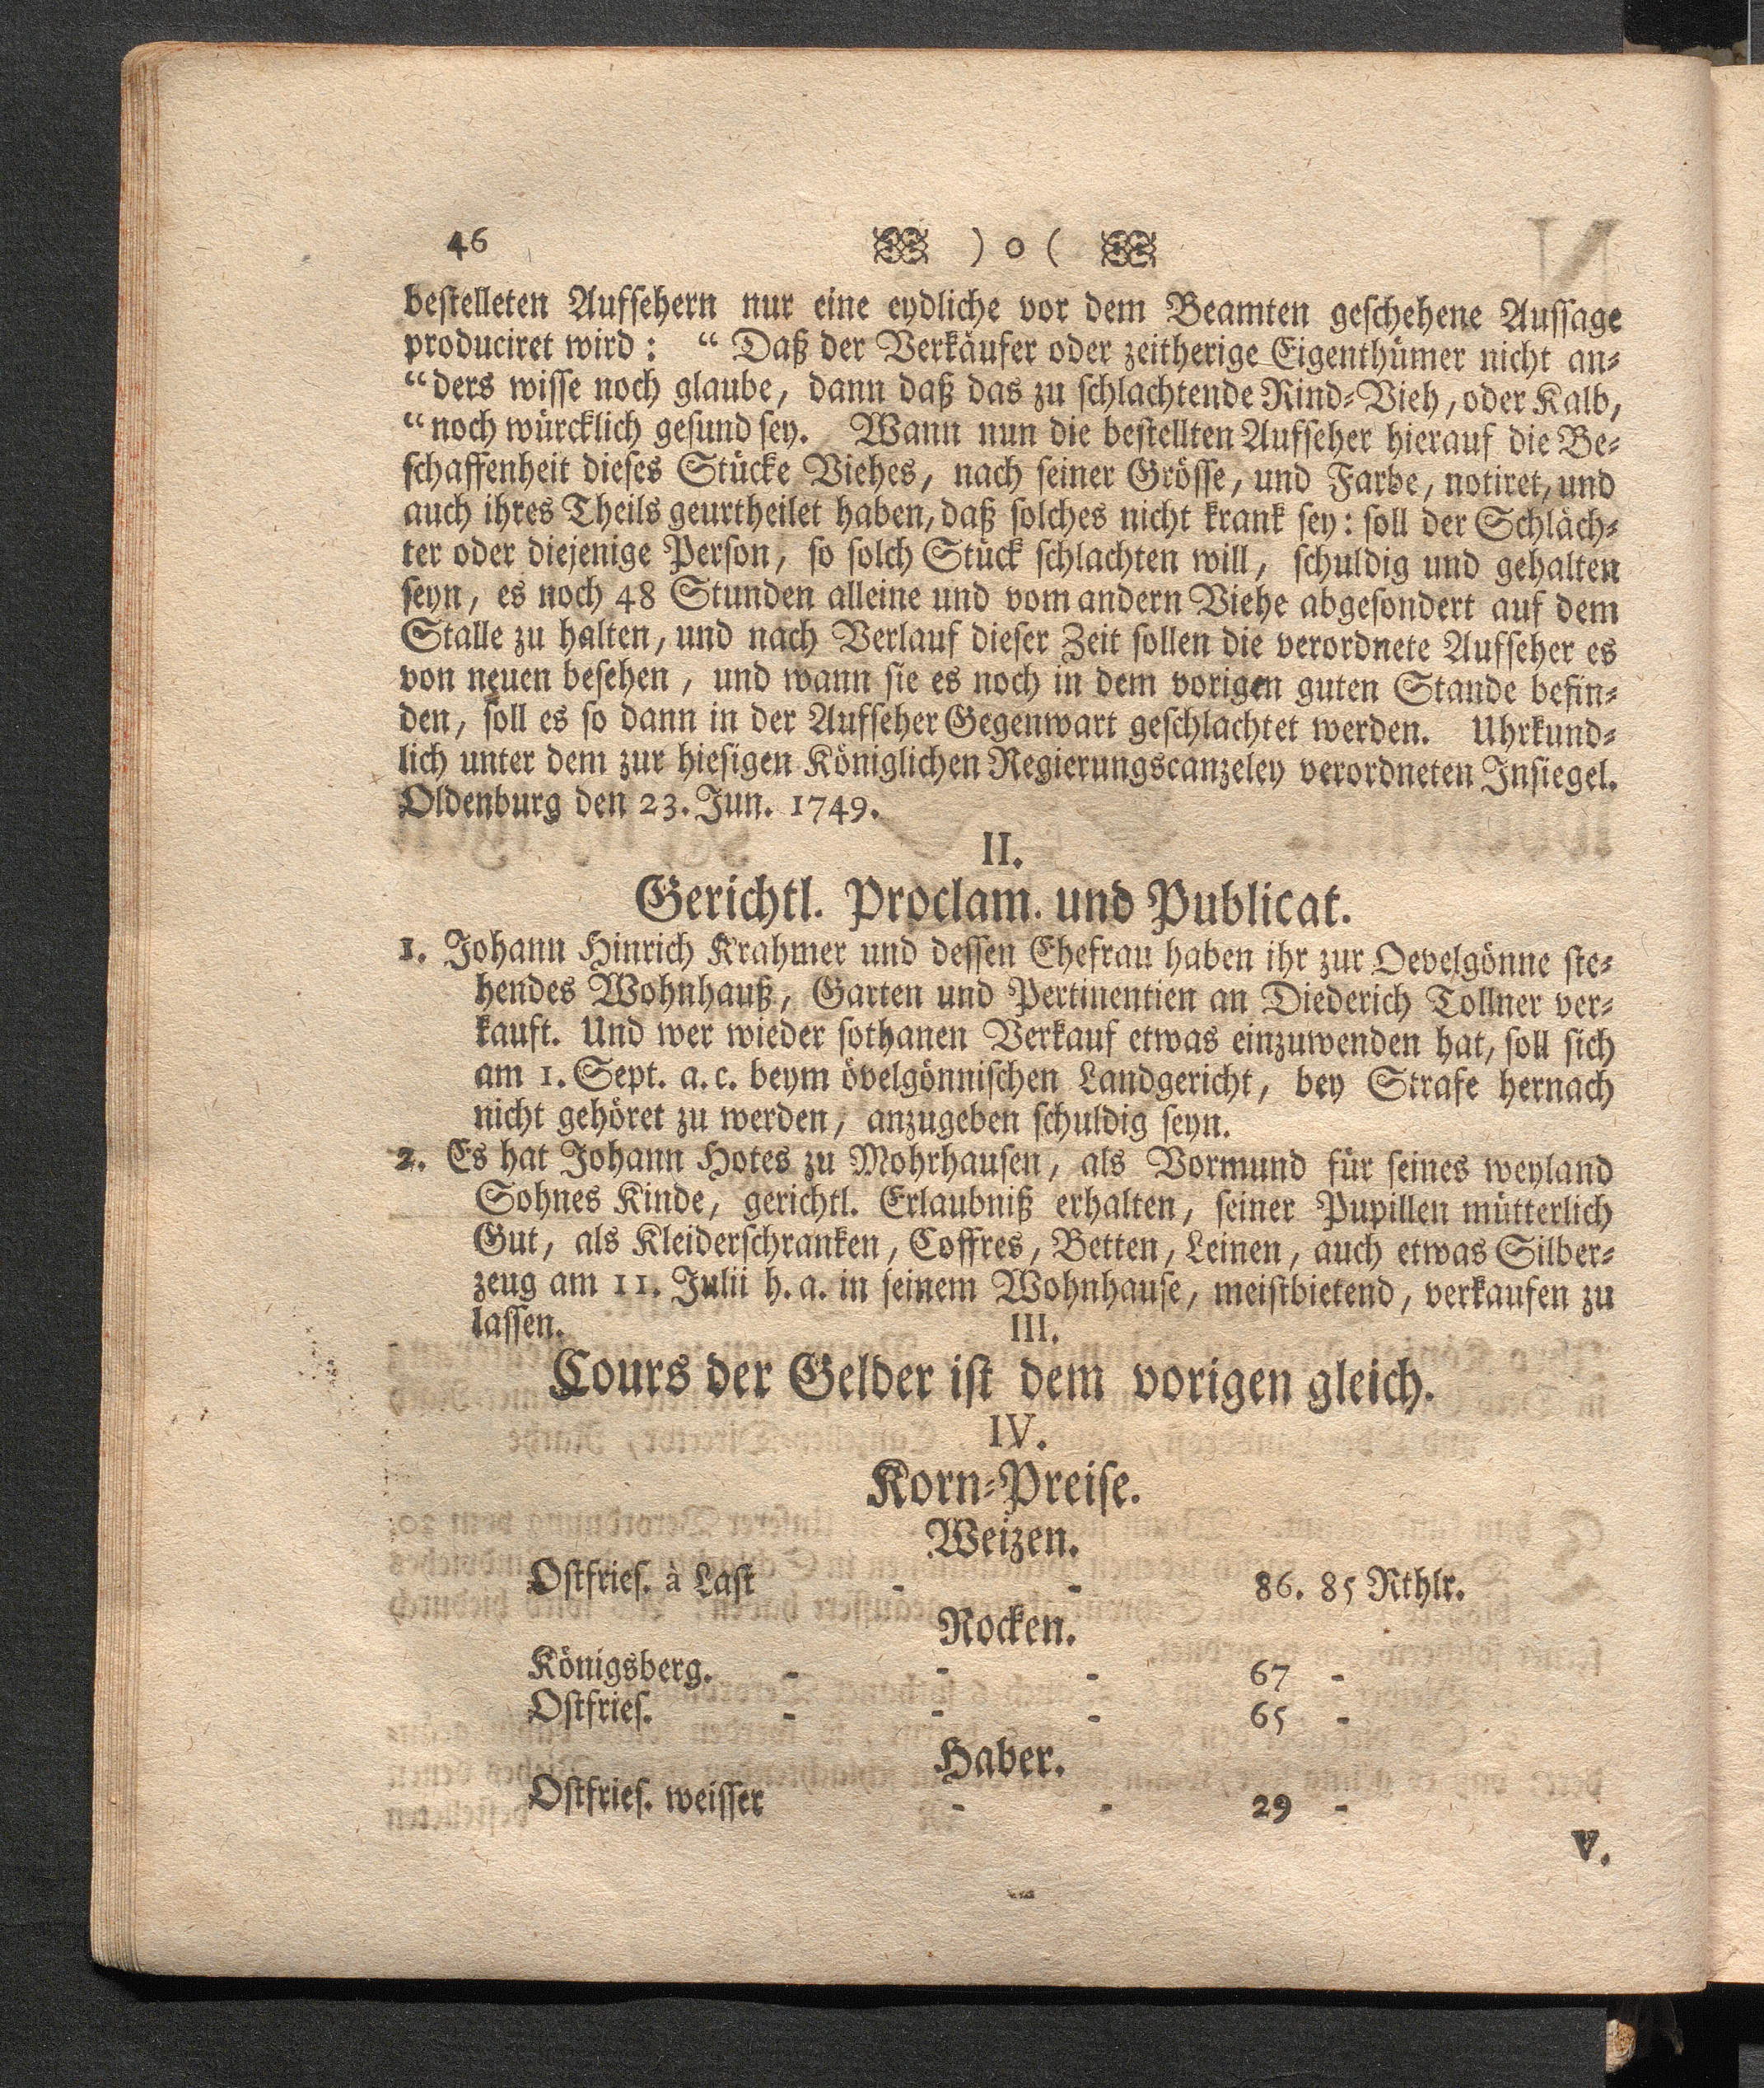 46 ) o (
bestelleten Aufsehern nur eine eydliche vor dem Beamten geschehene Aussage
produciret wird: “ Daß der Verkäufer oder zeitherige Eigenthümer nicht an-
“ders wisse noch glaube, dann daß das zu schlachtende Rind-Vieh, oder Kalb,
“noch würcklich gesund sey. Wann nun die bestellten Aufseher hierauf die Be-
schaffenheit dieses Stücke Viehes, nach seiner Grösse, und Farbe, notiret, und
auch ihres Theils geurtheilet haben, daß solches nicht krank sey: soll der Schläch-
ter oder diejenige Person, so solch Stück schlachten will, schuldig und gehalten
seyn, es noch 48 Stunden alleine und vom andern Viehe abgesondert auf dem
Stalle zu halten, und nach Verlauf dieser Zeit sollen die verordnete Aufseher es
von neuen besehen, und wann sie es noch in dem vorigen guten Stande befin-
den, soll es so dann in der Aufseher Gegenwart geschlachtet werden. Uhrkund-
lich unter dem zur hiesigen Königlichen Regierungscanzeley verordneten Insiegel.
Oldenburg den 23. Jun. 1749.
II.
Gerichtl. Proclam. und Publicat.
1. Johann Hinrich Krahmer und dessen Ehefrau haben ihr zur Oevelgönne ste-
hendes Wohnhauß, Garten und Pertinentien an Diederich Tollner ver-
kauft. Und wer wieder sothanen Verkauf etwas einzuwenden hat, soll sich
am 1. Sept. a. c. beym övelgönnischen Landgericht, bey Strafe hernach
nicht gehöret zu werden, anzugeben schuldig seyn.
2. Es hat Johann Hotes zu Mohrhausen, als Vormund für seines weyland
Sohnes Kinde, gerichtl. Erlaubniß erhalten, seiner Pupillen mütterlich
Gut, als Kleiderschranken, Coffres, Betten, Leinen, auch etwas Silber-
zeug am 11. Julii h. a. in seinem Wohnhause, meistbietend, verkaufen zu
lassen.
III.
Cours der Gelder ist dem vorigen gleich.
IV.
Korn-Preise.
Weizen.
Ostfries. à Last - - 86. 85 Rthlr.
Rocken.
Königsberg. - - - 67 -
Ostfries. - - - 65 -
Haber.
Ostfries. weisser - - 29 -
V.